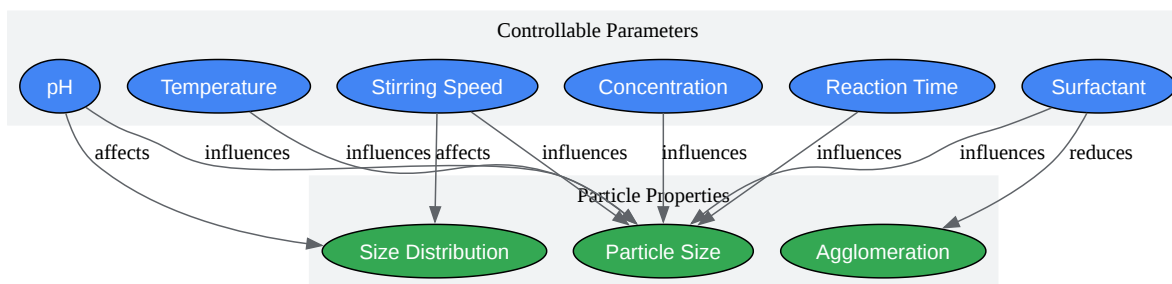 Controllable Parameters
pH Temperature Stirring Speed Concentration Reaction Time Surfactant
affects influences influences affects influences influences influences influences reduces
Particle Properties
Size Distribution Particle Size Agglomeration